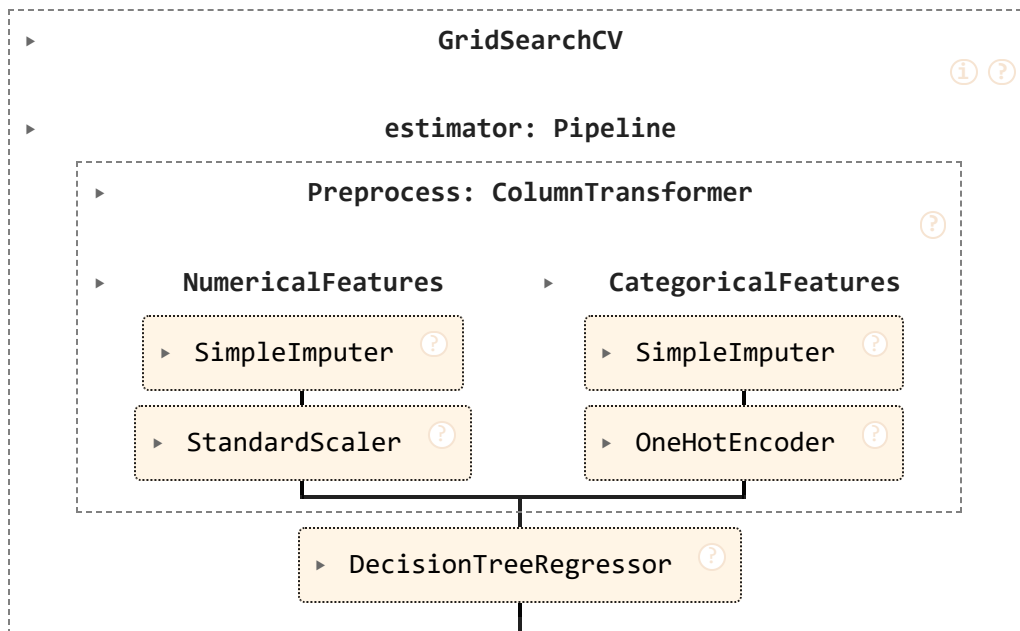 GridSearchCV
i ?
estimator: Pipeline
Preprocess: ColumnTransformer
?
NumericalFeatures CategoricalFeatures
SimpleImputer ? SimpleImputer ?
StandardScaler ? OneHotEncoder ?
DecisionTreeRegressor ?